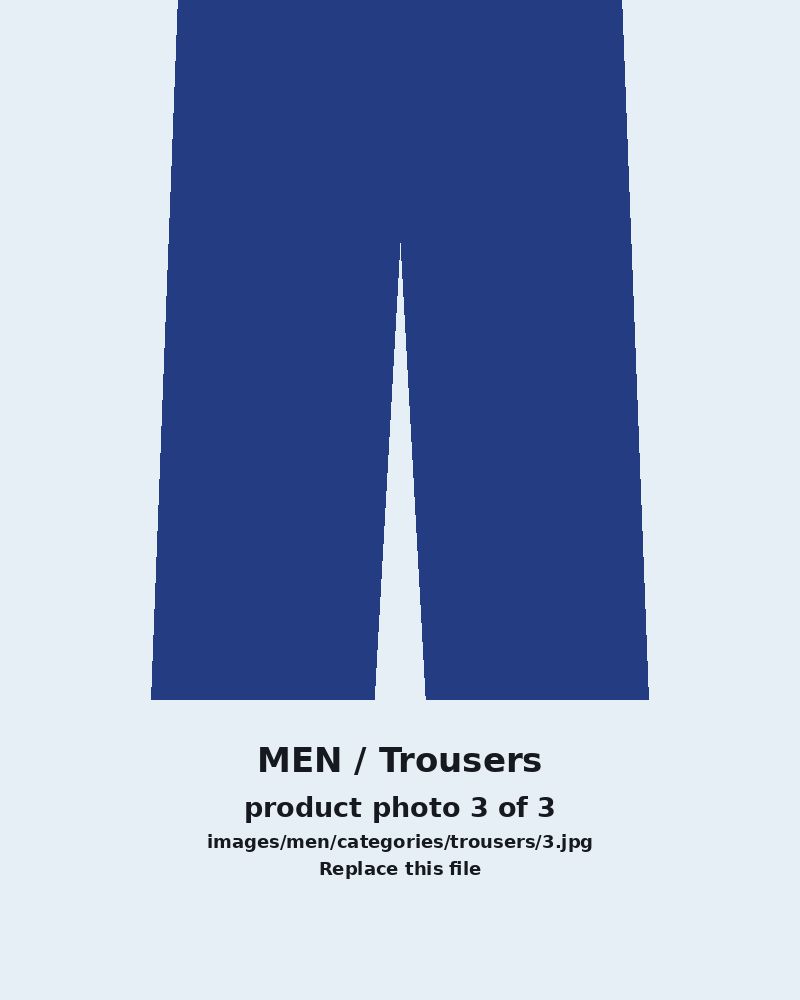 MEN / Trousers
product photo 3 of 3
images/men/categories/trousers/3.jpg
Replace this file